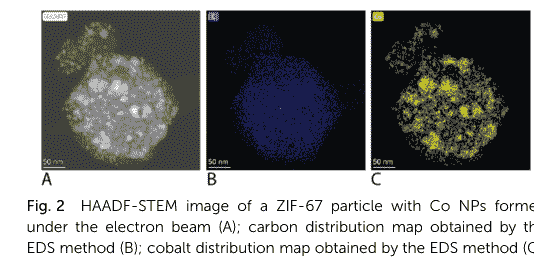 50 nm 50 nm 50 nm
A B C
Fig. 2 HAADF-STEM image of a ZIF-67 particle with Co NPs forme
under the electron beam (A); carbon distribution map obtained by th
EDS method (B); cobalt distribution map obtained by the EDS method (C